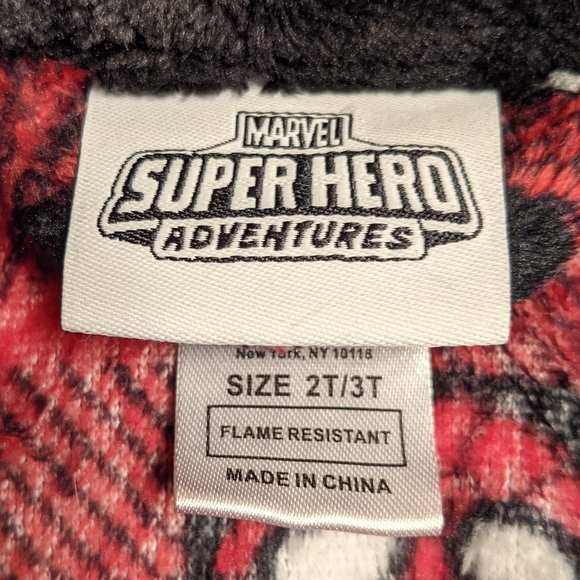 MARVEL
SUPER HERO
ADVENTURES
New York, NY 10118
SIZE 2T/3T
FLAME RESISTANT
MADE IN CHINA